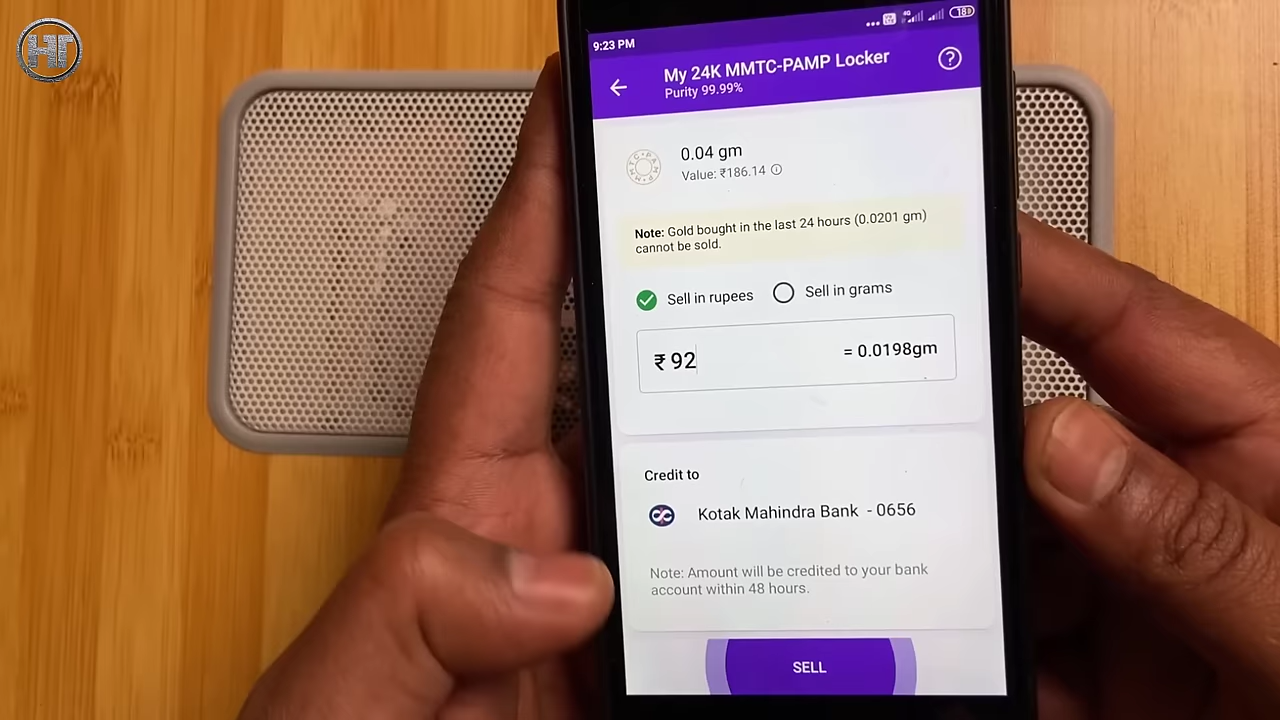 HT
9:23 PM
4G
18
My 24K MMTC-PAMP Locker
Purity 99.99%
0.04 gm
Value: ₹186.14
Note: Gold bought in the last 24 hours (0.0201 gm)
cannot be sold.
Sell in rupees
Sell in grams
₹ 92
= 0.0198gm
Credit to
Kotak Mahindra Bank - 0656
Note: Amount will be credited to your bank
account within 48 hours.
SELL